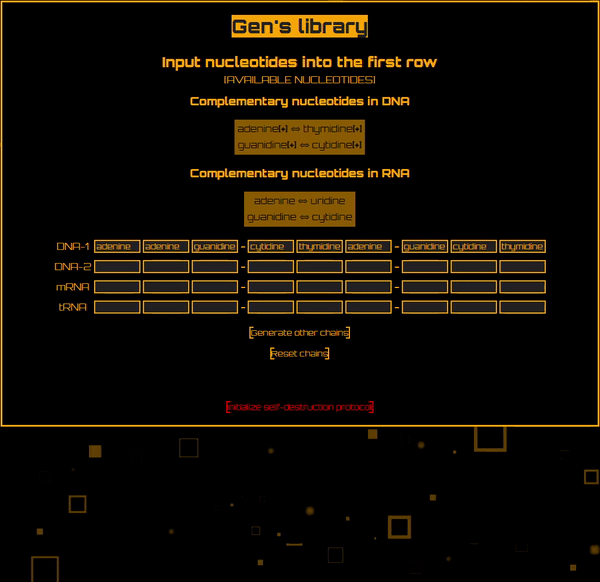 Gen's library
Input nucleotides into the first row
[AVAILABLE NUCLEOTIDES]
Complementary nucleotides in DNA
adenine[+] ⇔ thymidine[+]
guanidine[+] ⇔ cytidine[+]
Complementary nucleotides in RNA
adenine ⇔ uridine
guanidine ⇔ cytidine
DNA-1 adenine adenine guanidine - cytidine thymidine adenine - guanidine cytidine thymidine
DNA-2 - -
mRNA - -
tRNA - -
[Generate other chains]
[Reset chains]
[Initialize self-destruction protocol]